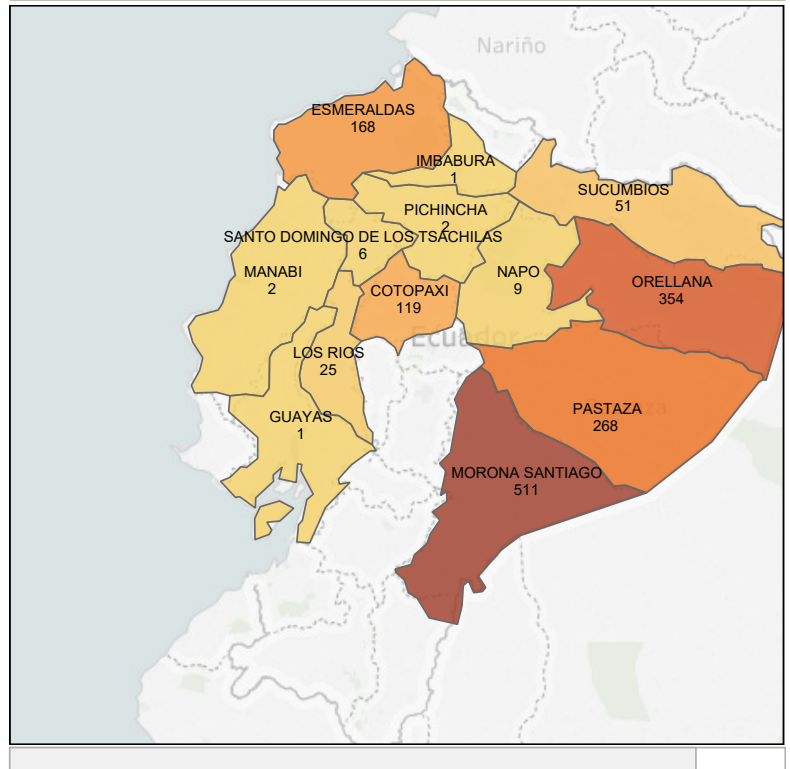 Nariño
ESMERALDAS
168
IMBABURA
1
SUCUMBIOS
51
PICHINCHA
2
SANTO DOMINGO DE LOS TSACHILAS
6
MANABI
2
NAPO
9
ORELLANA
354
COTOPAXI
119
Ecuador
LOS RIOS
25
GUAYAS
1
PASTAZA
268
MORONA SANTIAGO
511